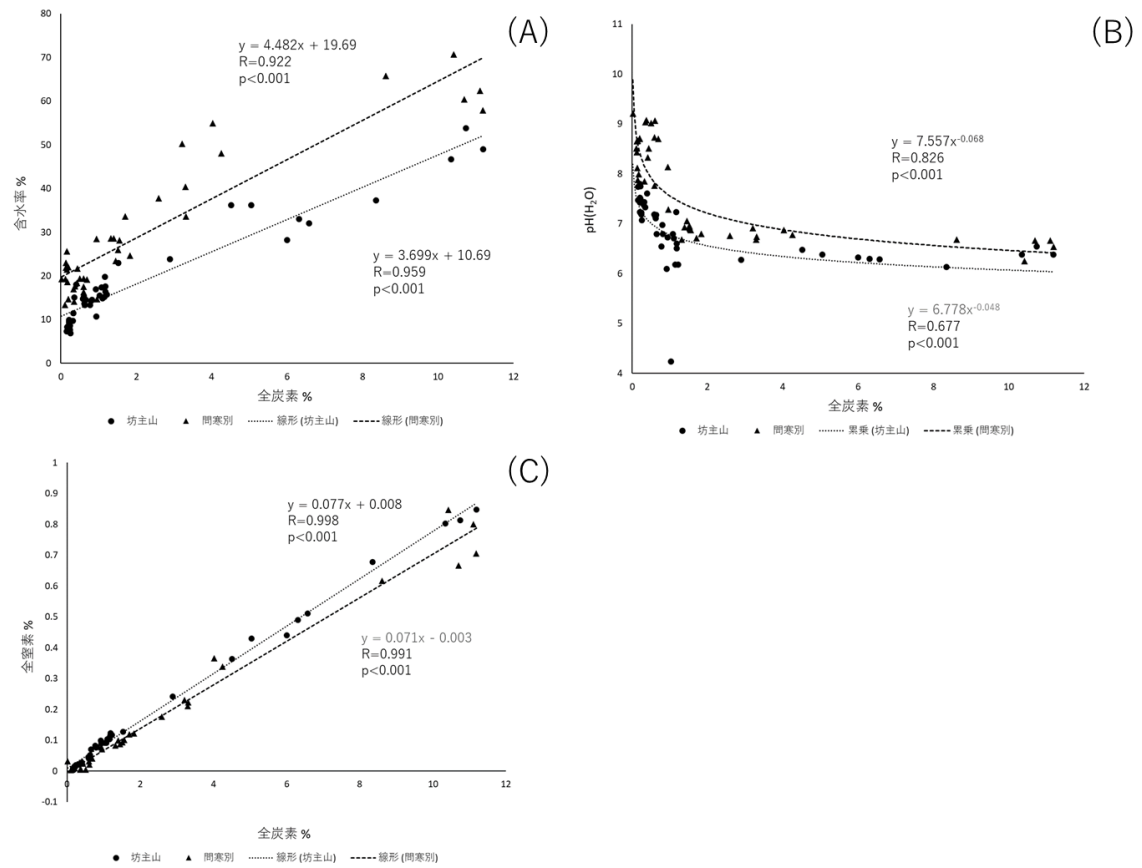 (A)
80
70
60
50
40
30
20
10
0
含水率 %
y = 4.482x + 19.69
R=0.922
p<0.001
y = 3.699x + 10.69
R=0.959
p<0.001
0 2 4 6 8 10 12
全炭素 %
坊主山 問寒別 線形 (坊主山) 線形 (問寒別)
(B)
11
10
9
8
7
6
5
4
pH(H₂O)
y = 7.557x^-0.068
R=0.826
p<0.001
y = 6.778x^-0.048
R=0.677
p<0.001
0 2 4 6 8 10 12
全炭素 %
坊主山 問寒別 累乗 (坊主山) 累乗 (問寒別)
(C)
1
0.9
0.8
0.7
0.6
0.5
0.4
0.3
0.2
0.1
0
-0.1
全窒素 %
y = 0.077x + 0.008
R=0.998
p<0.001
y = 0.071x - 0.003
R=0.991
p<0.001
0 2 4 6 8 10 12
全炭素 %
坊主山 問寒別 線形 (坊主山) 線形 (問寒別)